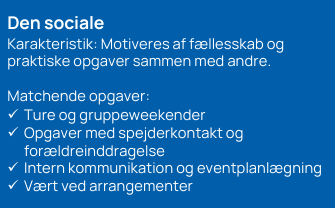 Den sociale
Karakteristik: Motiveres af fællesskab og
praktiske opgaver sammen med andre.
Matchende opgaver:
✓ Ture og gruppeweekender
✓ Opgaver med spejderkontakt og
forældreinddragelse
✓ Intern kommunikation og eventplanlægning
✓ Vært ved arrangementer